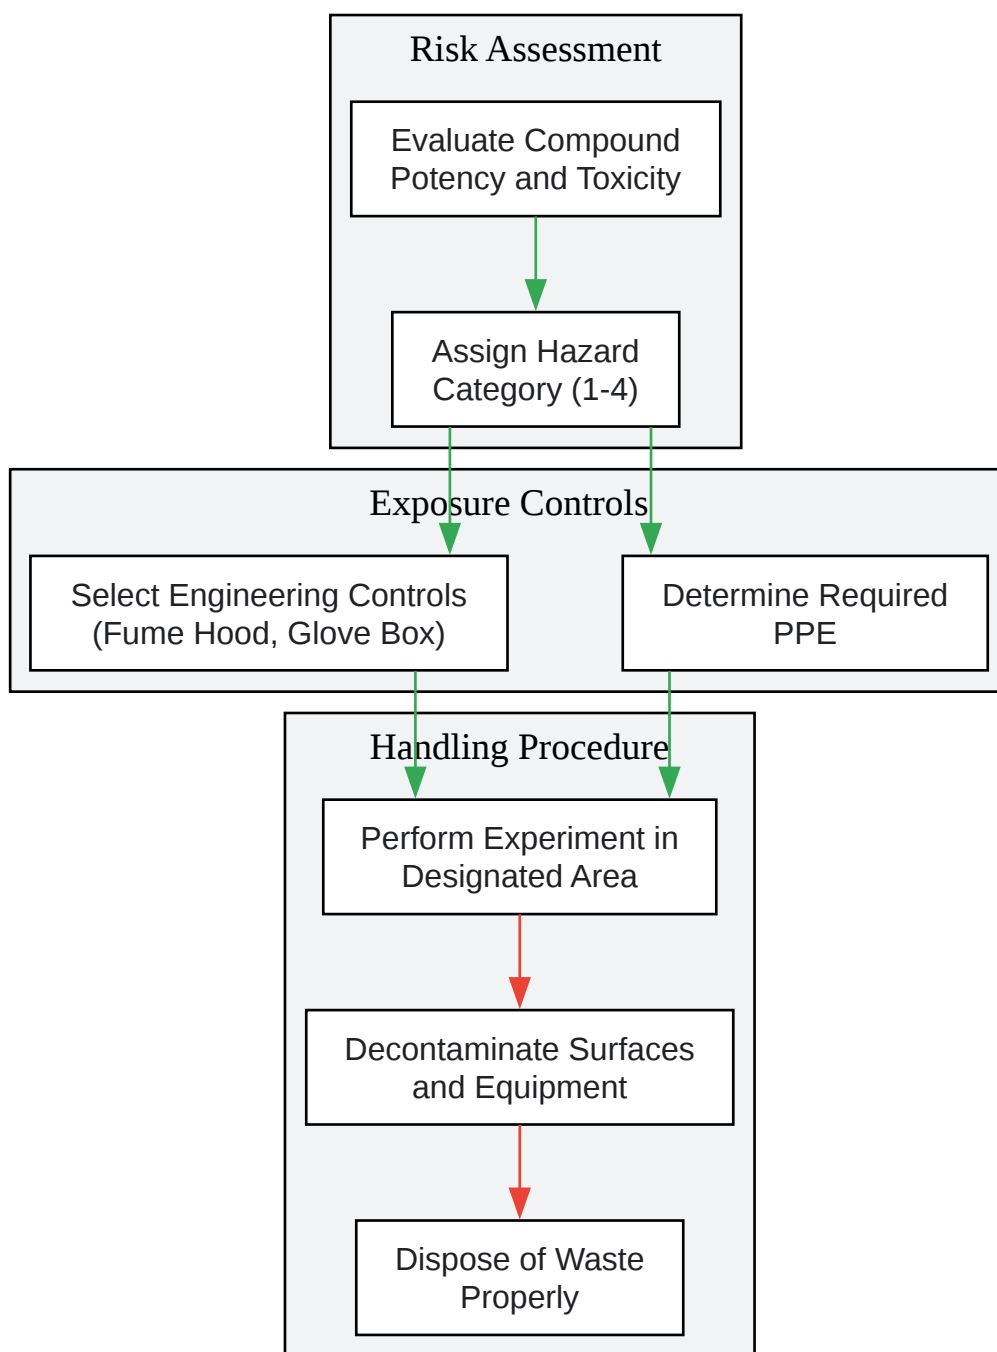 Risk Assessment
Evaluate Compound
Potency and Toxicity
Assign Hazard
Category (1-4)
Exposure Controls
Select Engineering Controls
(Fume Hood, Glove Box)
Determine Required
PPE
Handling Procedure
Perform Experiment in
Designated Area
Decontaminate Surfaces
and Equipment
Dispose of Waste
Properly